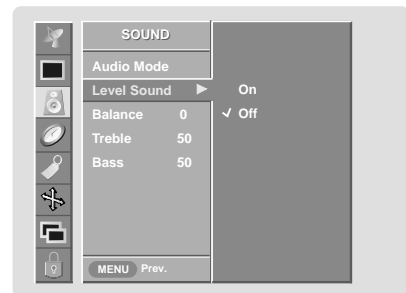 SOUND
Audio Mode
Level Sound ▶ On
Balance 0 ✓ Off
Treble 50
Bass 50
MENU Prev.